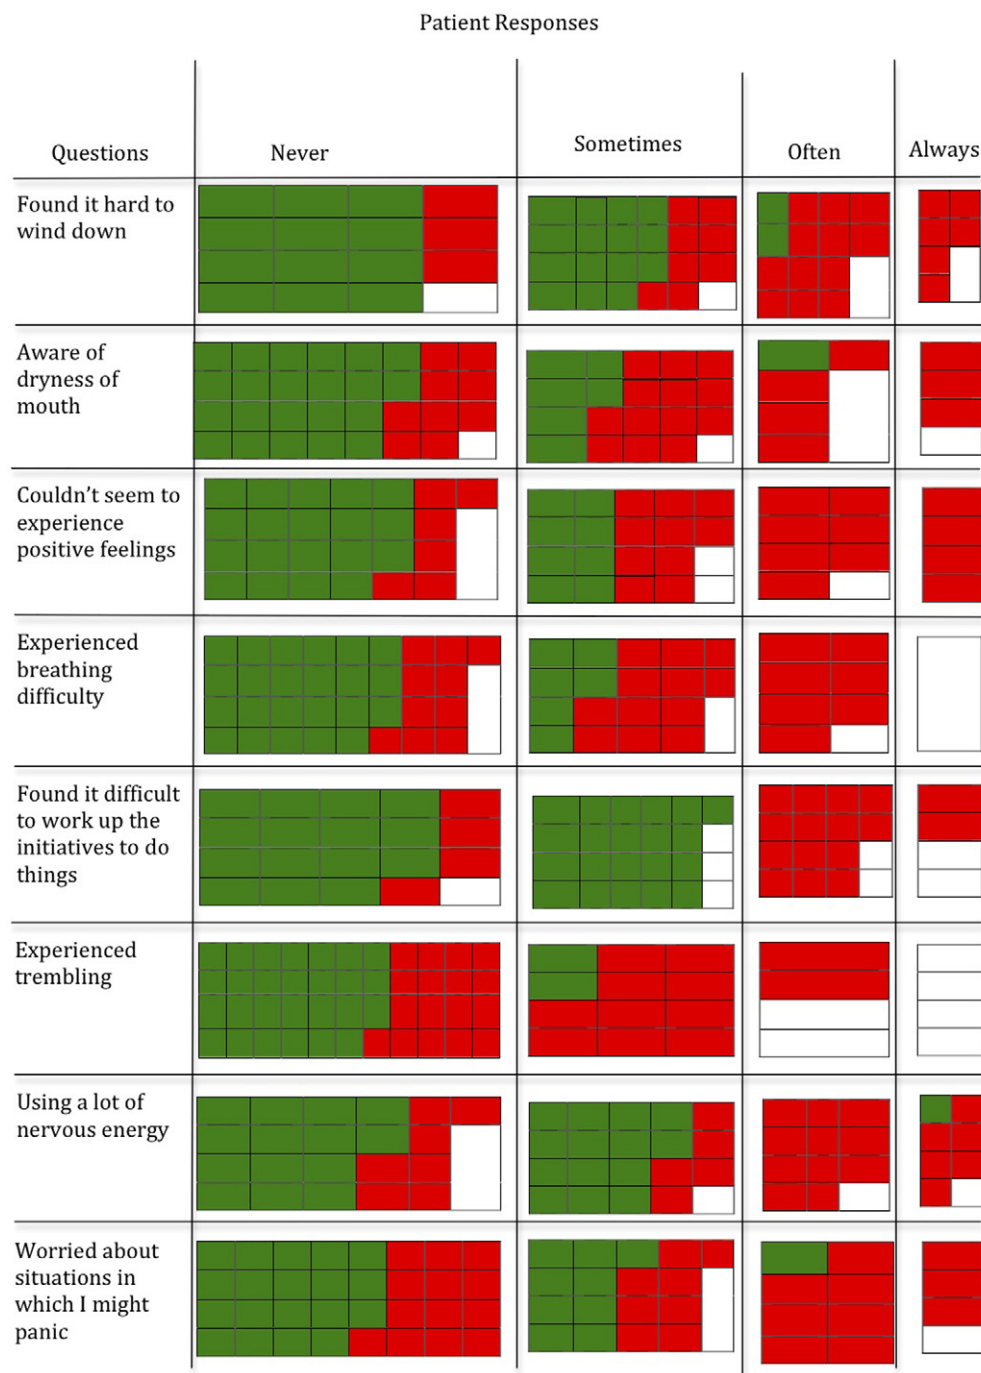 Patient Responses
Questions
Never
Sometimes
Often
Always
Found it hard to
wind down
Aware of
dryness of
mouth
Couldn't seem to
experience
positive feelings
Experienced
breathing
difficulty
Found it difficult
to work up the
initiatives to do
things
Experienced
trembling
Using a lot of
nervous energy
Worried about
situations in
which I might
panic